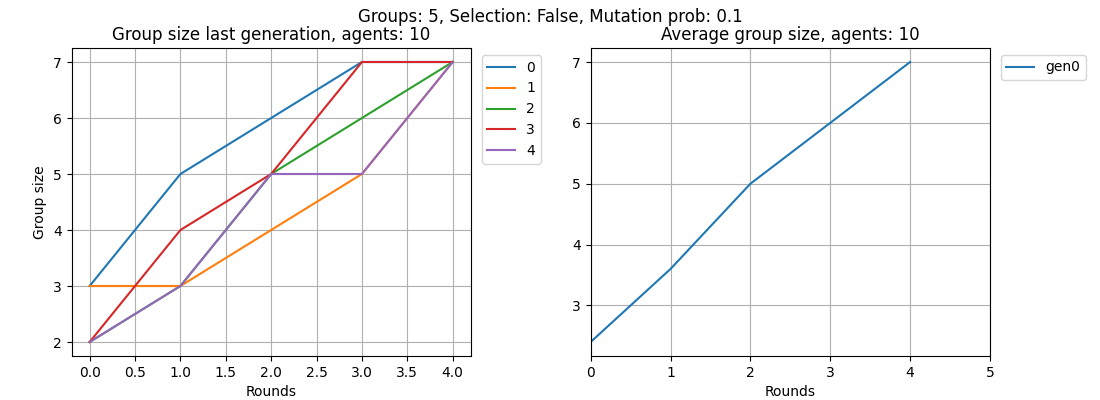 Groups: 5, Selection: False, Mutation prob: 0.1
Group size last generation, agents: 10
Group size
7
6
5
4
3
2
0.0 0.5 1.0 1.5 2.0 2.5 3.0 3.5 4.0
Rounds
0
1
2
3
4
Average group size, agents: 10
7
6
5
4
3
0 1 2 3 4 5
Rounds
gen0